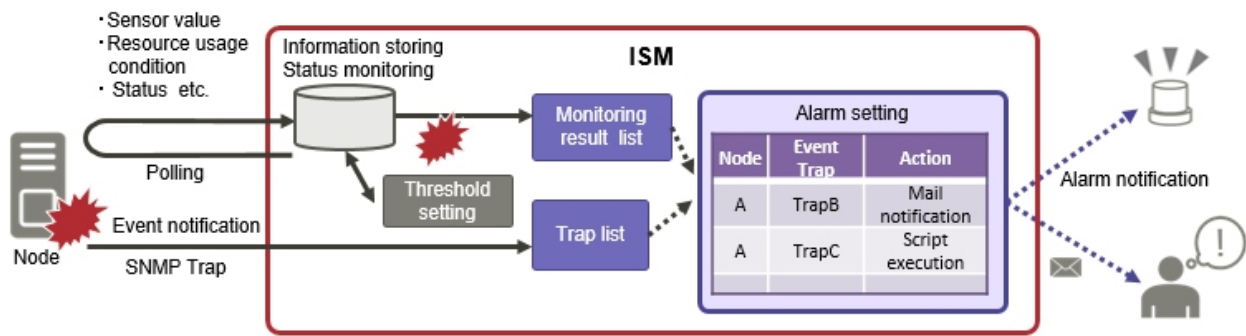 ・Sensor value
・Resource usage
condition
・Status etc.
Polling
Node
Event notification
SNMP Trap
ISM
Information storing
Status monitoring
Threshold
setting
Monitoring
result list
Trap list
Alarm setting
Node
Event
Trap
Action
A
TrapB
Mail
notification
A
TrapC
Script
execution
Alarm notification
!